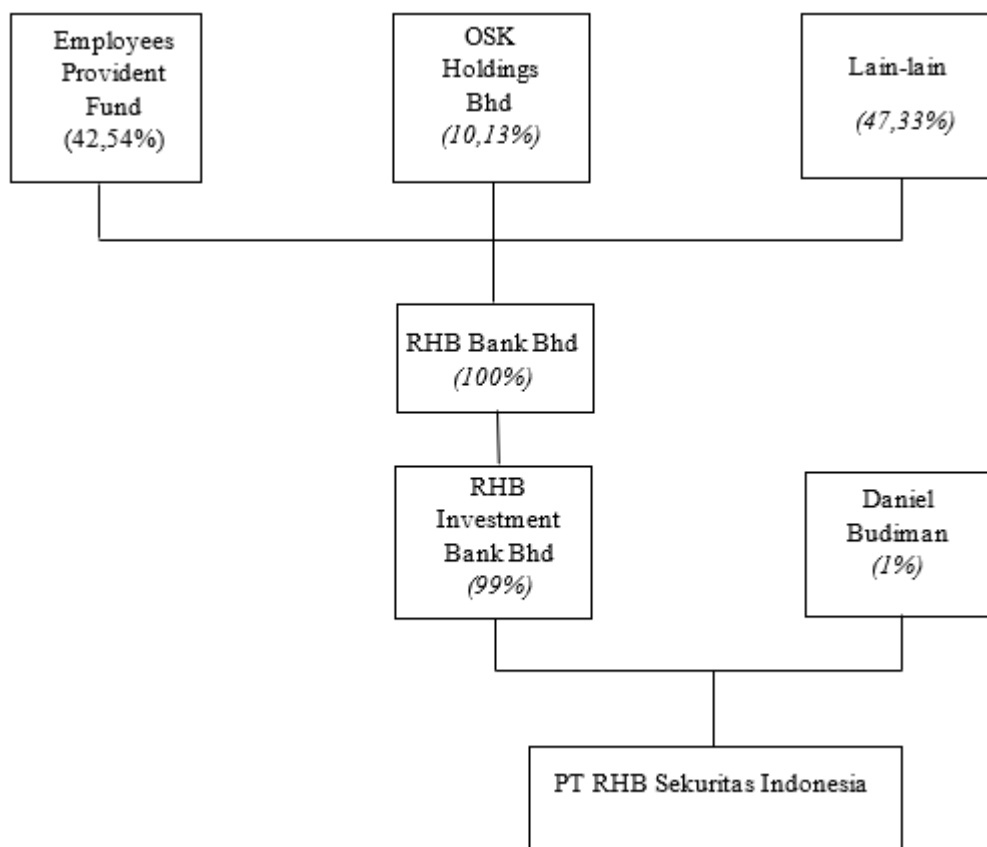 Employees
Provident
Fund
(42,54%)
OSK
Holdings
Bhd
(10,13%)
Lain-lain
(47,33%)
RHB Bank Bhd
(100%)
RHB
Investment
Bank Bhd
(99%)
Daniel
Budiman
(1%)
PT RHB Sekuritas Indonesia